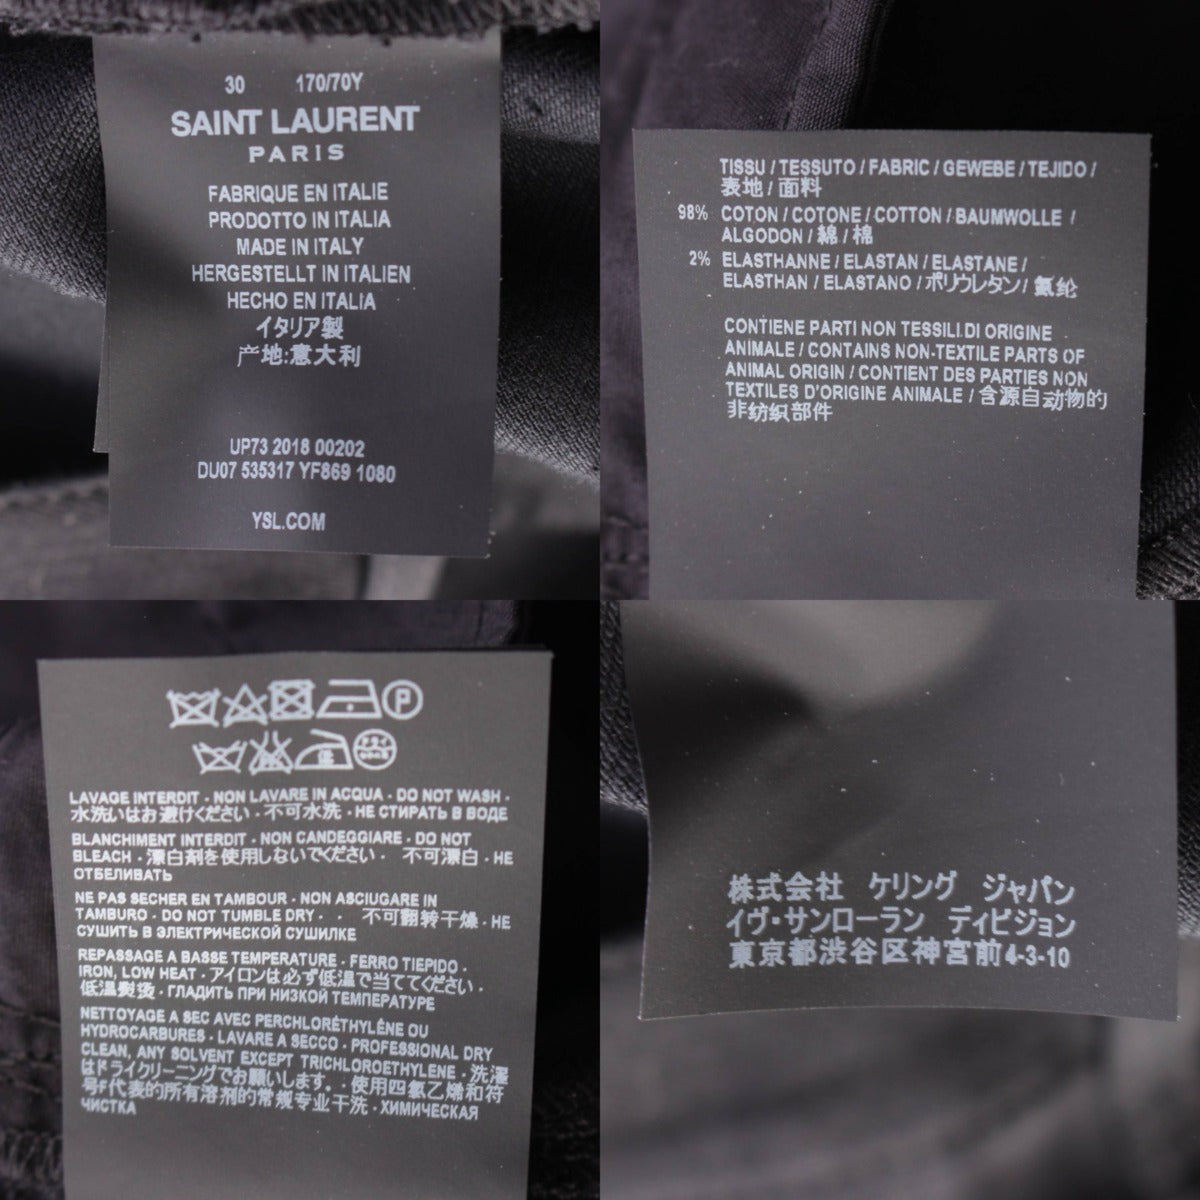 30 170/70Y
SAINT LAURENT
PARIS
FABRIQUE EN ITALIE
PRODOTTO IN ITALIA
MADE IN ITALY
HERGESTELLT IN ITALIEN
HECHO EN ITALIA
イタリア製
产地:意大利
UP73 2018 00202
DU07 535317 YF869 1080
YSL.COM
TISSU / TESSUTO / FABRIC / GEWEBE / TEJIDO /
表地 / 面料
98% COTON / COTONE / COTTON / BAUMWOLLE /
ALGODON / 綿 / 棉
2% ELASTHANNE / ELASTAN / ELASTANE /
ELASTHAN / ELASTANO / ポリウレタン / 氨纶
CONTIENE PARTI NON TESSILI.DI ORIGINE
ANIMALE / CONTAINS NON-TEXTILE PARTS OF
ANIMAL ORIGIN / CONTIENT DES PARTIES NON
TEXTILES D'ORIGINE ANIMALE / 含源自动物的
非纺织部件
P
低 ドライ
LAVAGE INTERDIT - NON LAVARE IN ACQUA - DO NOT WASH -
水洗いはお避けください - 不可水洗 - НЕ СТИРАТЬ В ВОДЕ
BLANCHIMENT INTERDIT - NON CANDEGGIARE - DO NOT
BLEACH - 漂白剤を使用しないでください - 不可漂白 - НЕ
ОТБЕЛИВАТЬ
NE PAS SECHER EN TAMBOUR - NON ASCIUGARE IN
TAMBURO - DO NOT TUMBLE DRY - - 不可翻转干燥 - НЕ
СУШИТЬ В ЭЛЕКТРИЧЕСКОЙ СУШИЛКЕ
REPASSAGE A BASSE TEMPERATURE - FERRO TIEPIDO -
IRON, LOW HEAT - アイロンは必ず低温で当ててください -
低温熨烫 - ГЛАДИТЬ ПРИ НИЗКОЙ ТЕМПЕРАТУРЕ
NETTOYAGE A SEC AVEC PERCHLORÉTHYLÉNE OU
HYDROCARBURES - LAVARE A SECCO - PROFESSIONAL DRY
CLEAN, ANY SOLVENT EXCEPT TRICHLOROETHYLENE - 洗濯
はドライクリーニングでお願いします。 - 使用四氯乙烯和符
号F代表的所有溶剂的常规专业干洗 - ХИМИЧЕСКАЯ
ЧИСТКА
株式会社 ケリング ジャパン
イヴ・サンローラン ディビジョン
東京都渋谷区神宮前4-3-10